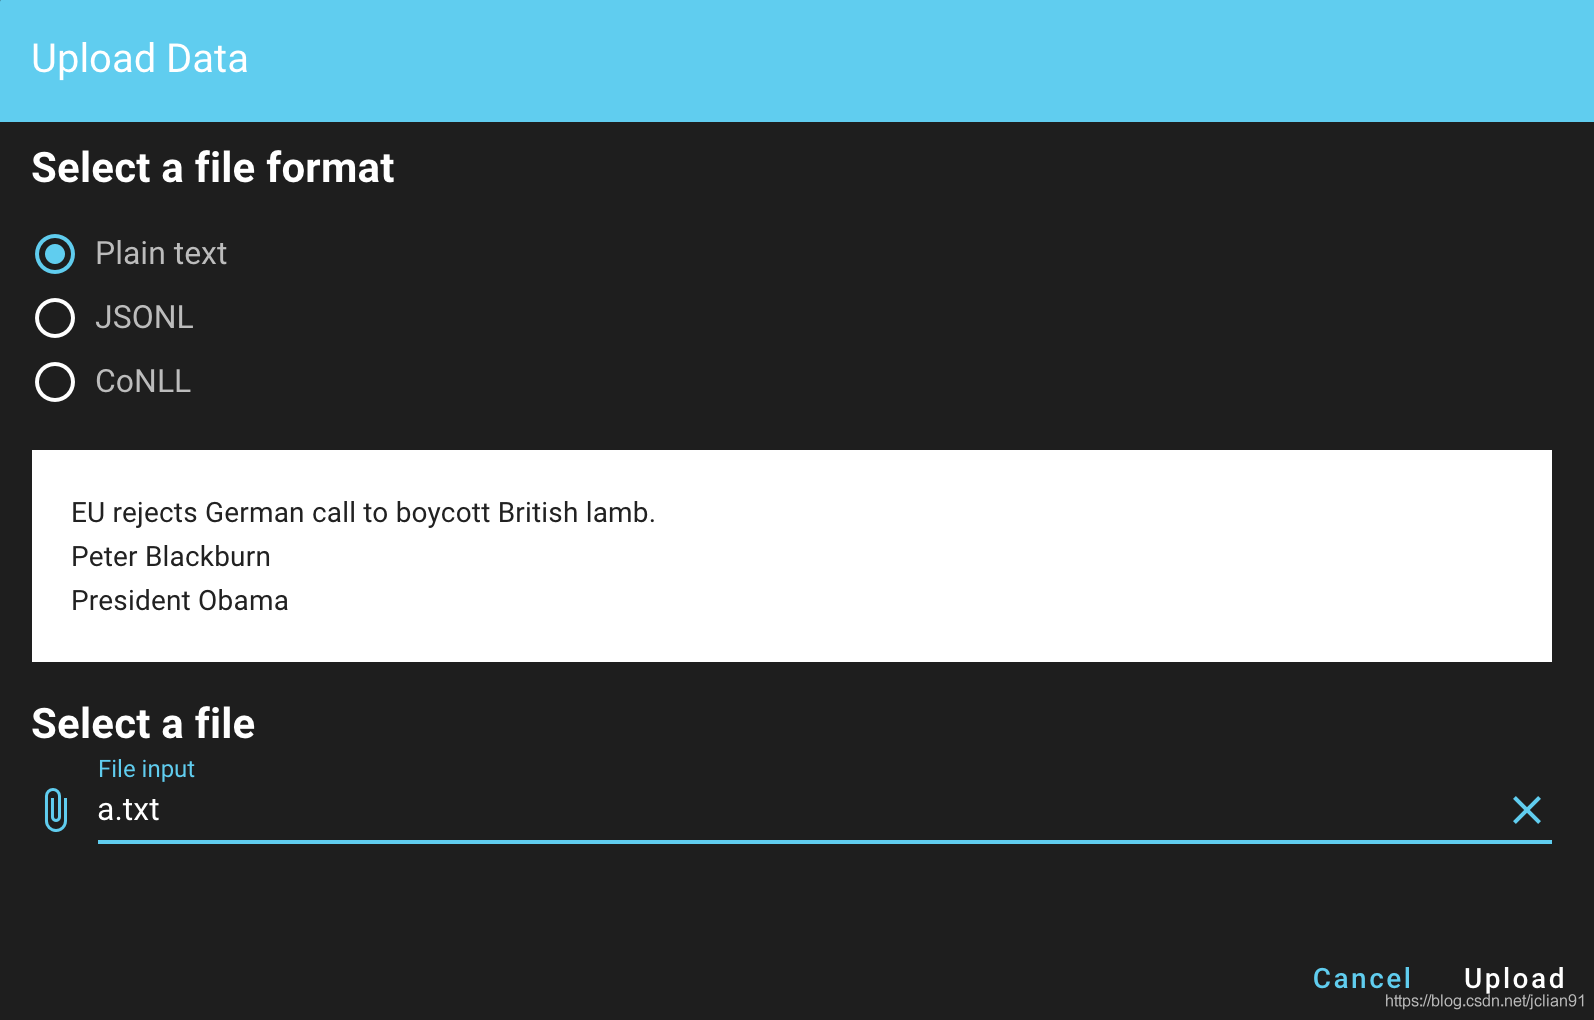 Upload Data
Select a file format
Plain text
JSONL
CoNLL
EU rejects German call to boycott British lamb.
Peter Blackburn
President Obama
Select a file
File input
a.txt
Cancel Upload
https://blog.csdn.net/jclian91